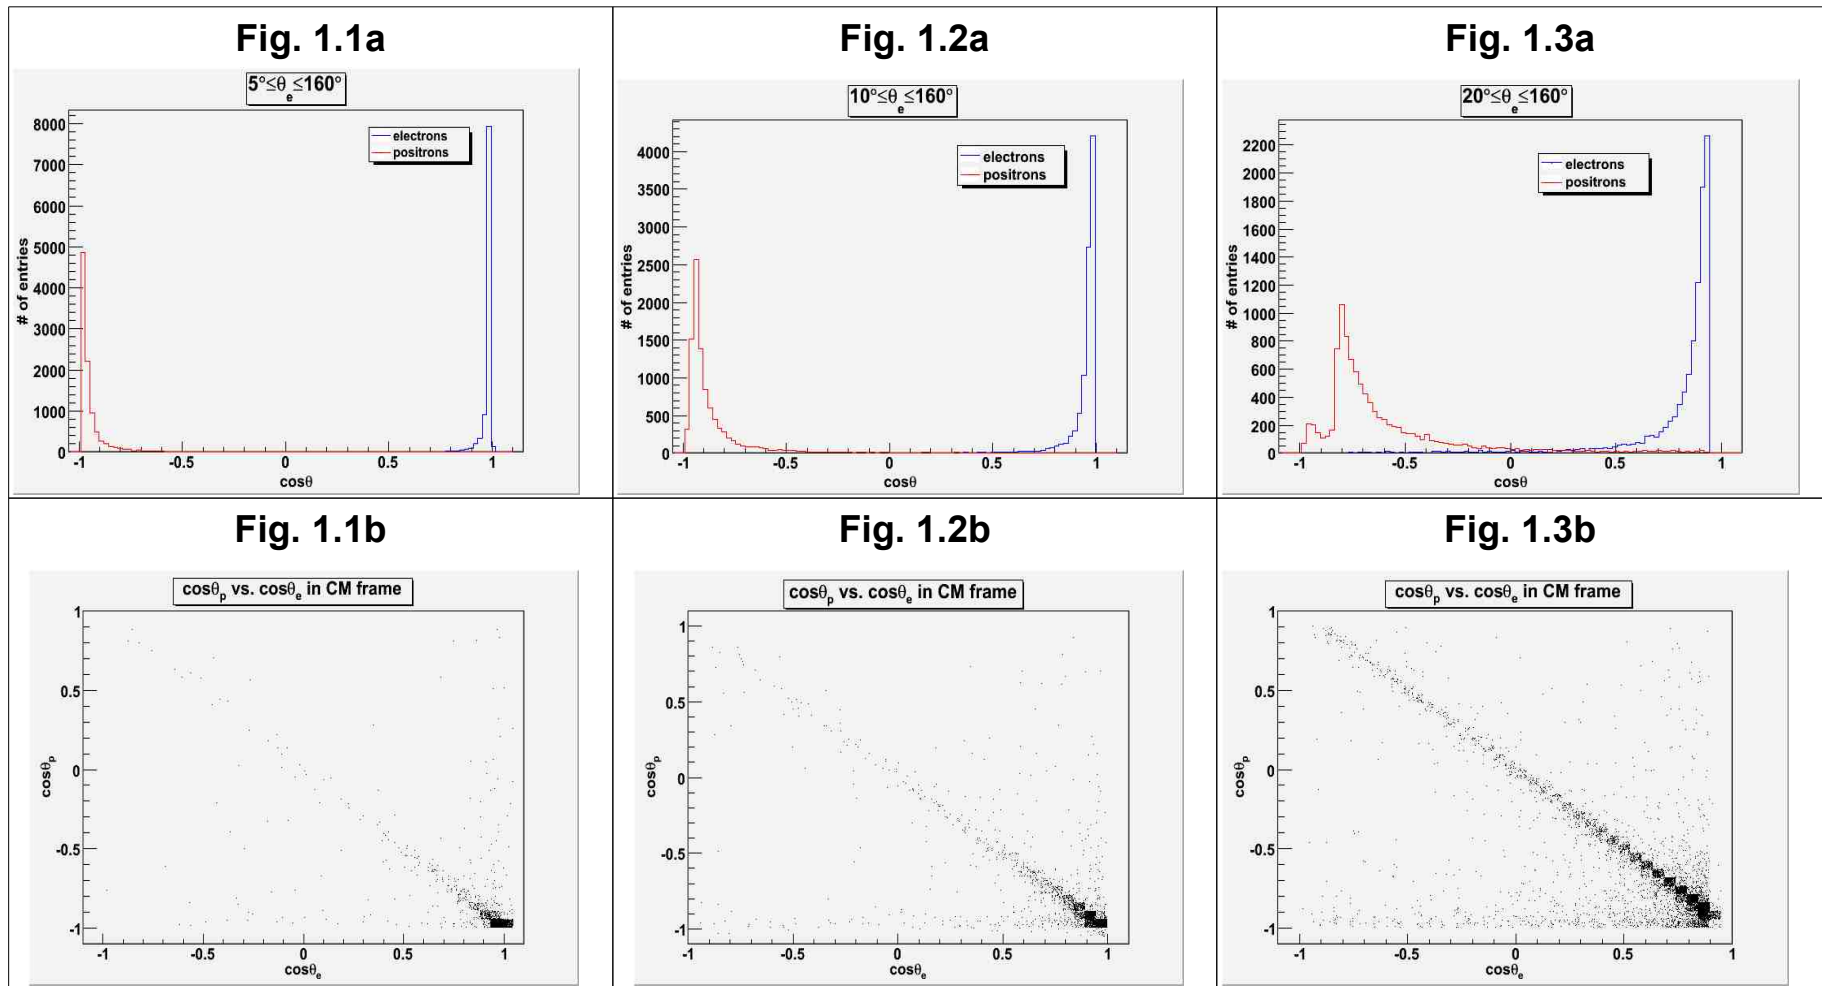 Fig. 1.1a
Fig. 1.2a
Fig. 1.3a
5°≤θe≤160°
8000
7000
6000
5000
4000
3000
2000
1000
0
# of entries
electrons
positrons
-1 -0.5 0 0.5 1
cosθ
10°≤θe≤160°
4000
3500
3000
2500
2000
1500
1000
500
0
# of entries
electrons
positrons
-1 -0.5 0 0.5 1
cosθ
20°≤θe≤160°
2200
2000
1800
1600
1400
1200
1000
800
600
400
200
0
# of entries
electrons
positrons
-1 -0.5 0 0.5 1
cosθ
Fig. 1.1b
Fig. 1.2b
Fig. 1.3b
cosθp vs. cosθe in CM frame
1
0.5
0
-0.5
-1
cosθp
-1 -0.5 0 0.5 1
cosθe
cosθp vs. cosθe in CM frame
1
0.5
0
-0.5
-1
cosθp
-1 -0.5 0 0.5 1
cosθe
cosθp vs. cosθe in CM frame
1
0.5
0
-0.5
-1
cosθp
-1 -0.5 0 0.5 1
cosθe